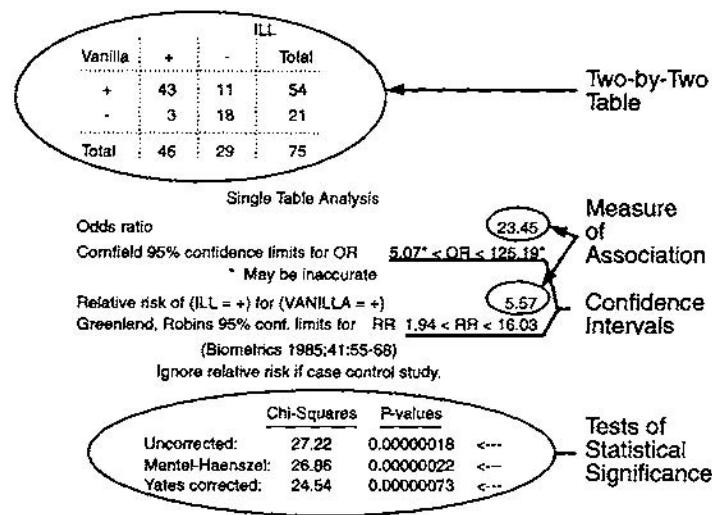 ILL
Vanilla + - Total
+ 43 11 54
- 3 18 21
Total 46 29 75
Two-by-Two
Table
Single Table Analysis
Odds ratio 23.45
Cornfield 95% confidence limits for OR 5.07* < OR < 125.19*
* May be inaccurate
Relative risk of (ILL = +) for (VANILLA = +) 5.57
Greenland, Robins 95% conf. limits for RR 1.94 < RR < 16.03
(Biometrics 1985;41:55-68)
Ignore relative risk if case control study.
Measure
of
Association
Confidence
Intervals
Chi-Squares P-values
Uncorrected: 27.22 0.00000018 <---
Mantel-Haenszel: 26.86 0.00000022 <---
Yates corrected: 24.54 0.00000073 <---
Tests of
Statistical
Significance